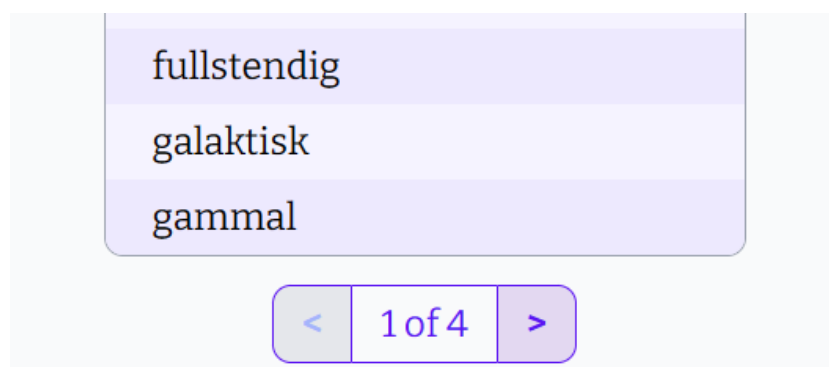 fullstendig
galaktisk
gammal
< 1 of 4 >